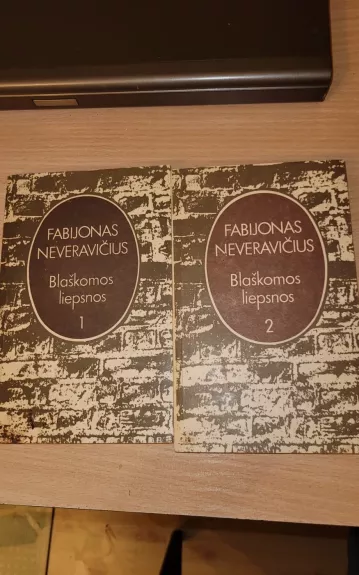 FABIJONAS
NEVERAVIČIUS
Blaškomos
liepsnos
1
FABIJONAS
NEVERAVIČIUS
Blaškomos
liepsnos
2